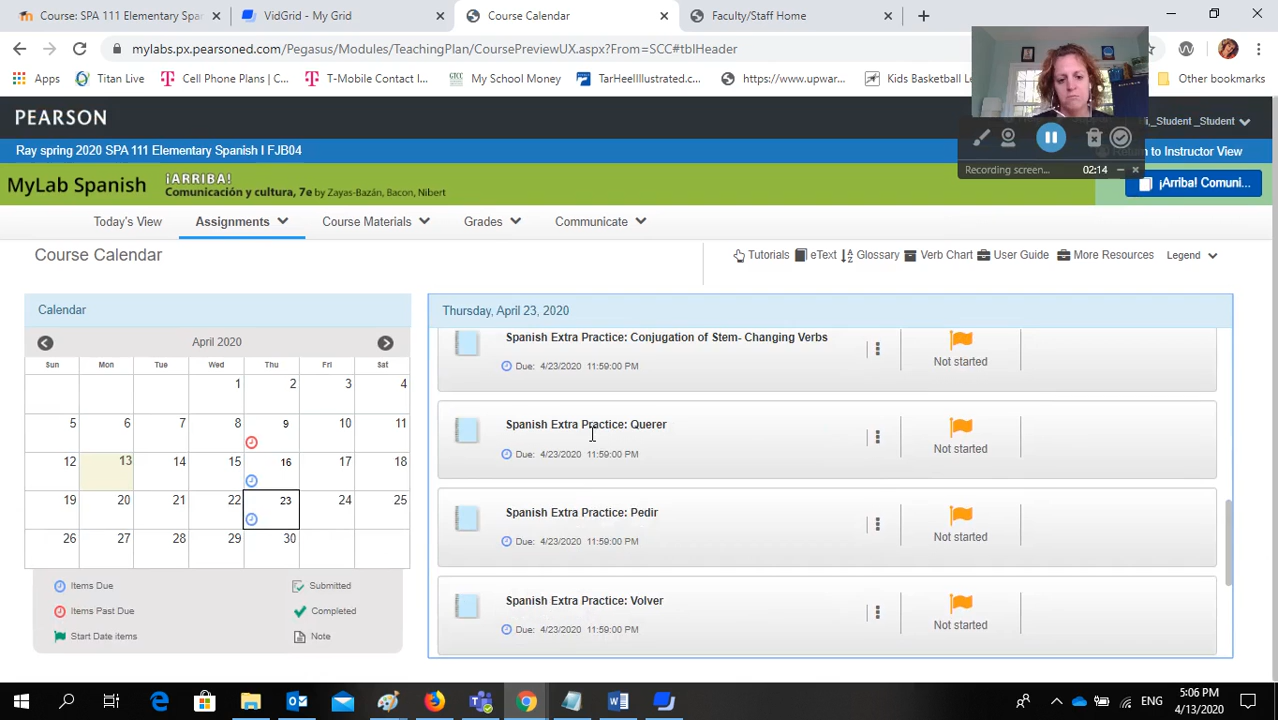 Course: SPA 111 Elementary Span
VidGrid - My Grid
Course Calendar
Faculty/Staff Home
mylabs.px.pearsoned.com/Pegasus/Modules/TeachingPlan/CoursePreviewUX.aspx?From=SCC#tblHeader
Apps Titan Live Cell Phone Plans | C... T-Mobile Contact I... My School Money TarHeelIllustrated.c... https://www.upwar... Kids Basketball L Other bookmarks
PEARSON
_Student _Student
Ray spring 2020 SPA 111 Elementary Spanish I FJB04
Return to Instructor View
Recording screen... 02:14
MyLab Spanish
¡ARRIBA!
Comunicación y cultura, 7e by Zayas-Bazán, Bacon, Nibert
¡Arriba! Comuni...
Today's View Assignments Course Materials Grades Communicate
Course Calendar
Tutorials eText Glossary Verb Chart User Guide More Resources Legend
Calendar
April 2020
Sun Mon Tue Wed Thu Fri Sat
1 2 3 4
5 6 7 8 9 10 11
12 13 14 15 16 17 18
19 20 21 22 23 24 25
26 27 28 29 30
Items Due Submitted
Items Past Due Completed
Start Date items Note
Thursday, April 23, 2020
Spanish Extra Practice: Conjugation of Stem- Changing Verbs
Due: 4/23/2020 11:59:00 PM
Not started
Spanish Extra Practice: Querer
Due: 4/23/2020 11:59:00 PM
Not started
Spanish Extra Practice: Pedir
Due: 4/23/2020 11:59:00 PM
Not started
Spanish Extra Practice: Volver
Due: 4/23/2020 11:59:00 PM
Not started
ENG
5:06 PM
4/13/2020